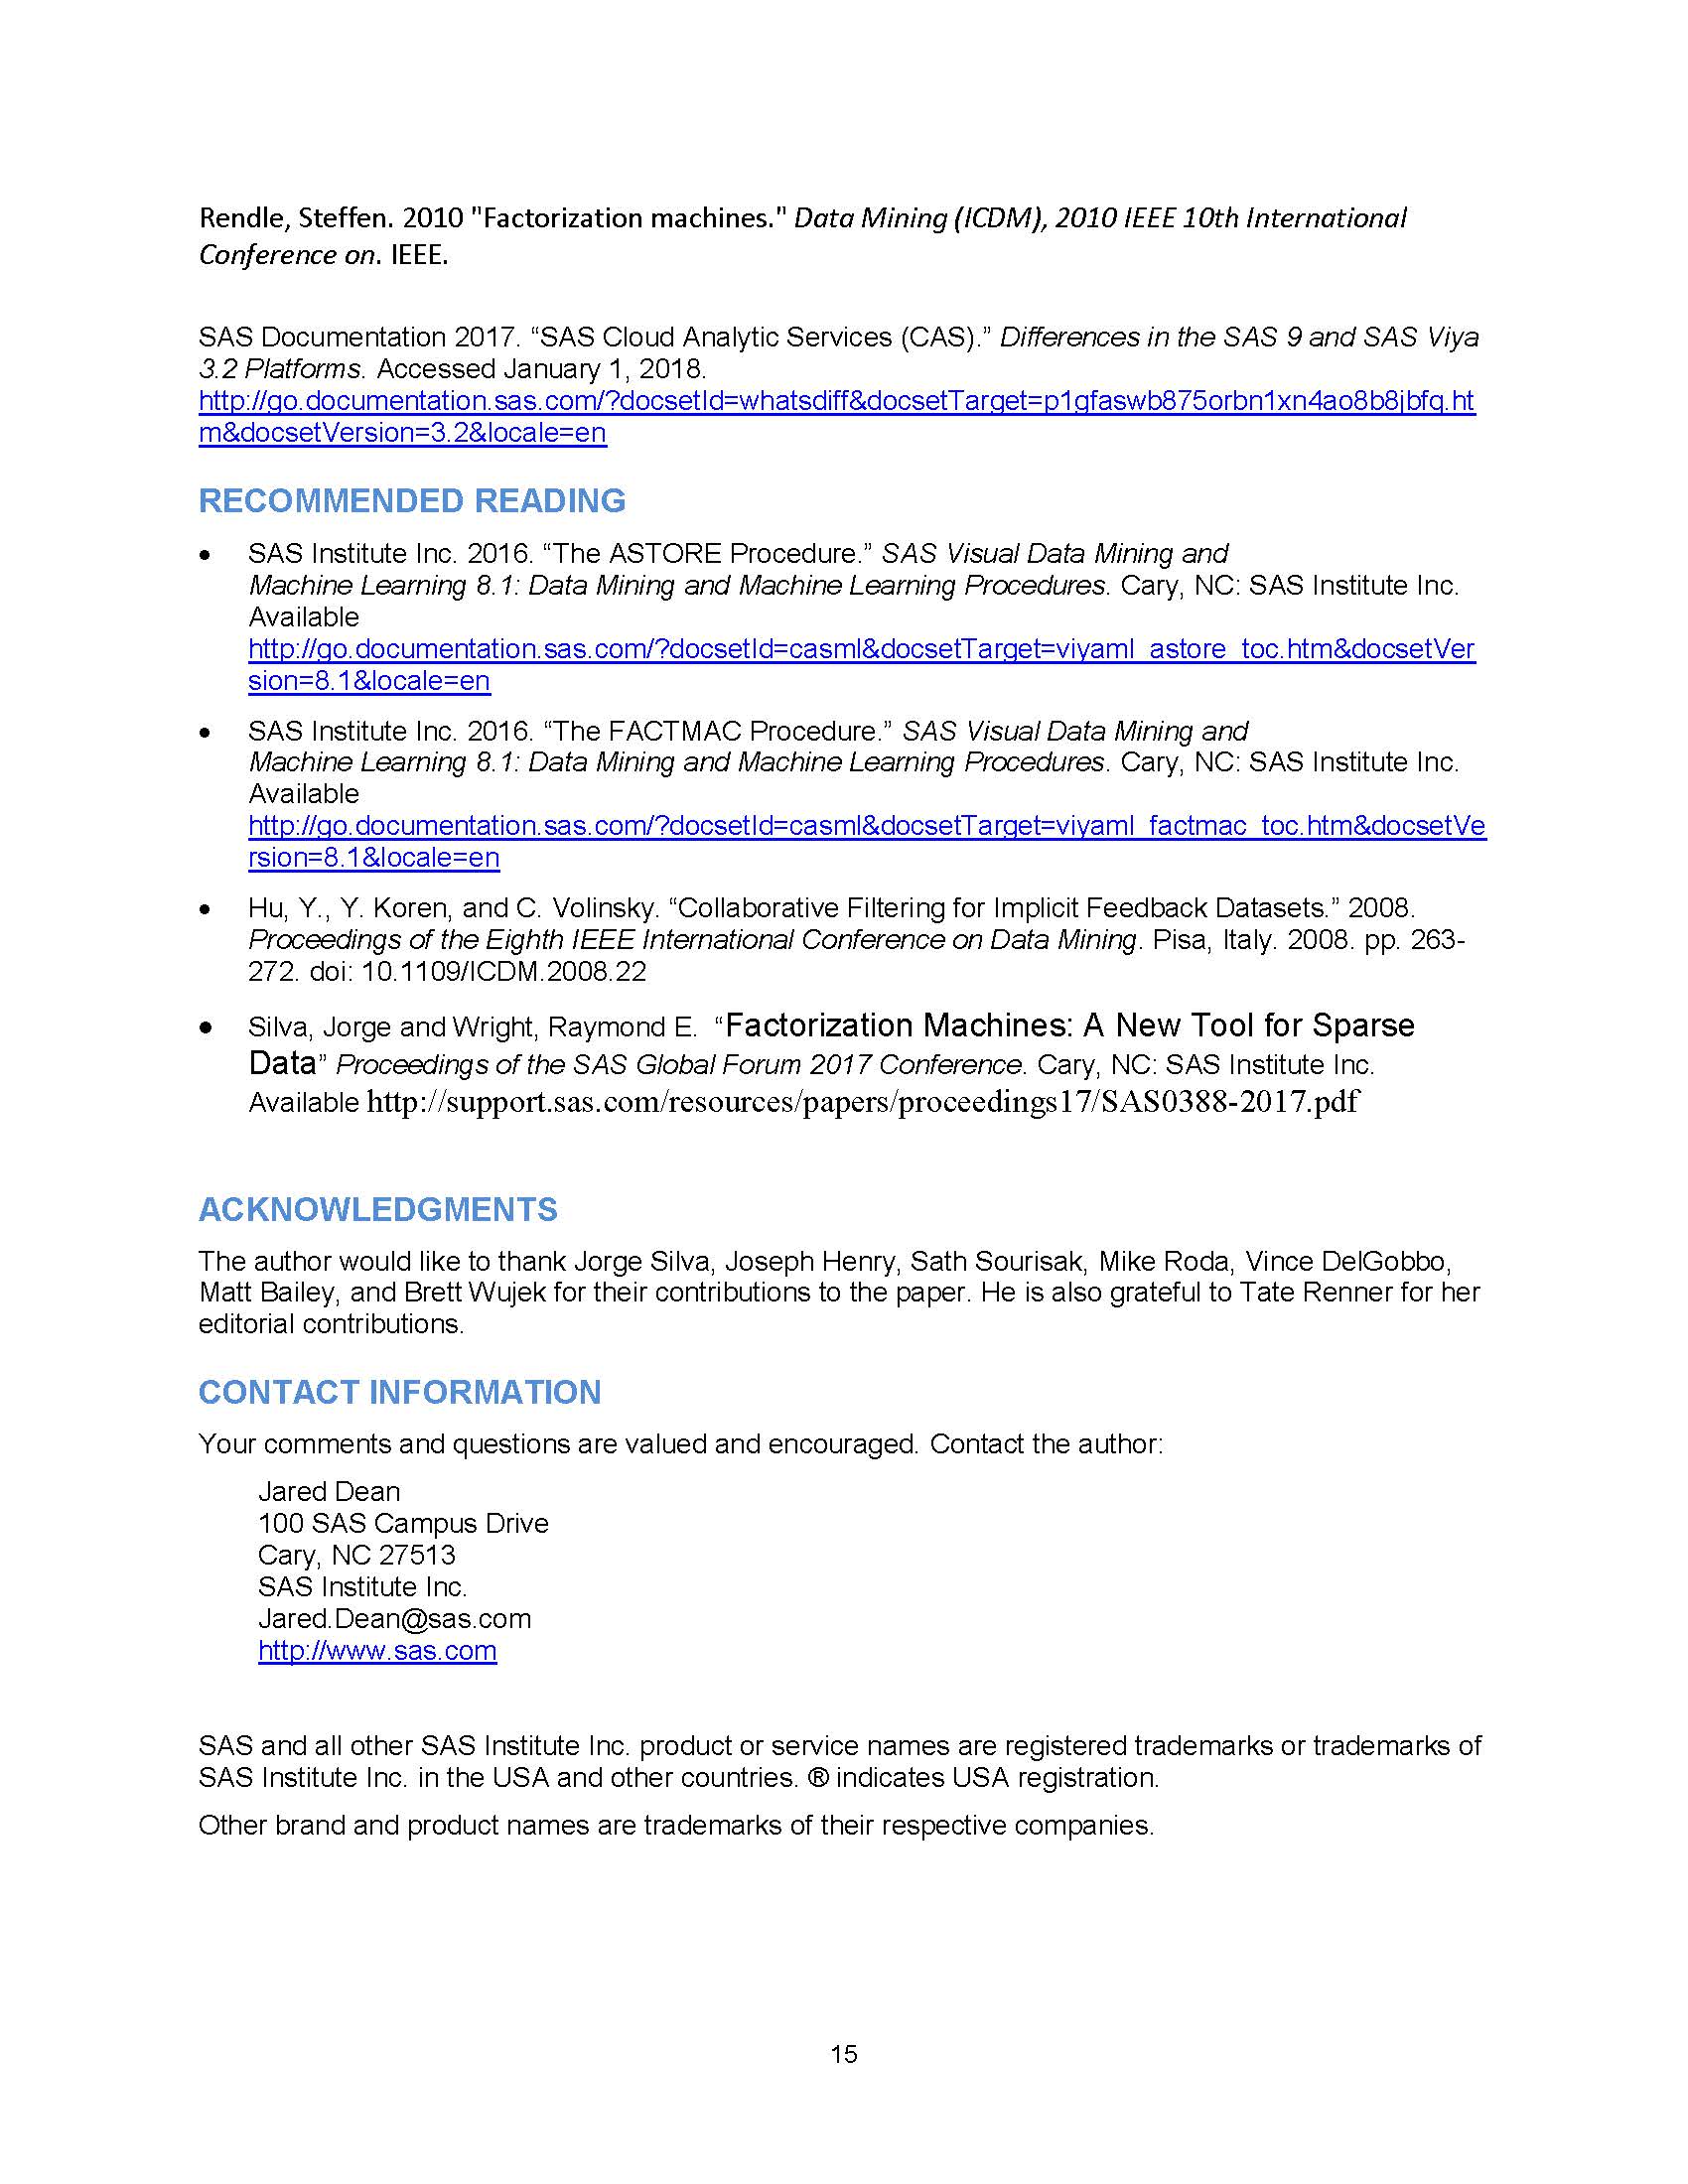 Rendle, Steffen. 2010 "Factorization machines." Data Mining (ICDM), 2010 IEEE 10th International
Conference on. IEEE.
SAS Documentation 2017. “SAS Cloud Analytic Services (CAS).” Differences in the SAS 9 and SAS Viya
3.2 Platforms. Accessed January 1, 2018.
http://go.documentation.sas.com/?docsetId=whatsdiff&docsetTarget=p1gfaswb875orbn1xn4ao8b8jbfq.ht
m&docsetVersion=3.2&locale=en
RECOMMENDED READING
• SAS Institute Inc. 2016. “The ASTORE Procedure.” SAS Visual Data Mining and
Machine Learning 8.1: Data Mining and Machine Learning Procedures. Cary, NC: SAS Institute Inc.
Available
http://go.documentation.sas.com/?docsetId=casml&docsetTarget=viyaml_astore_toc.htm&docsetVer
sion=8.1&locale=en
• SAS Institute Inc. 2016. “The FACTMAC Procedure.” SAS Visual Data Mining and
Machine Learning 8.1: Data Mining and Machine Learning Procedures. Cary, NC: SAS Institute Inc.
Available
http://go.documentation.sas.com/?docsetId=casml&docsetTarget=viyaml_factmac_toc.htm&docsetVe
rsion=8.1&locale=en
• Hu, Y., Y. Koren, and C. Volinsky. “Collaborative Filtering for Implicit Feedback Datasets.” 2008.
Proceedings of the Eighth IEEE International Conference on Data Mining. Pisa, Italy. 2008. pp. 263-
272. doi: 10.1109/ICDM.2008.22
• Silva, Jorge and Wright, Raymond E. “Factorization Machines: A New Tool for Sparse
Data” Proceedings of the SAS Global Forum 2017 Conference. Cary, NC: SAS Institute Inc.
Available http://support.sas.com/resources/papers/proceedings17/SAS0388-2017.pdf
ACKNOWLEDGMENTS
The author would like to thank Jorge Silva, Joseph Henry, Sath Sourisak, Mike Roda, Vince DelGobbo,
Matt Bailey, and Brett Wujek for their contributions to the paper. He is also grateful to Tate Renner for her
editorial contributions.
CONTACT INFORMATION
Your comments and questions are valued and encouraged. Contact the author:
Jared Dean
100 SAS Campus Drive
Cary, NC 27513
SAS Institute Inc.
Jared.Dean@sas.com
http://www.sas.com
SAS and all other SAS Institute Inc. product or service names are registered trademarks or trademarks of
SAS Institute Inc. in the USA and other countries. ® indicates USA registration.
Other brand and product names are trademarks of their respective companies.
15